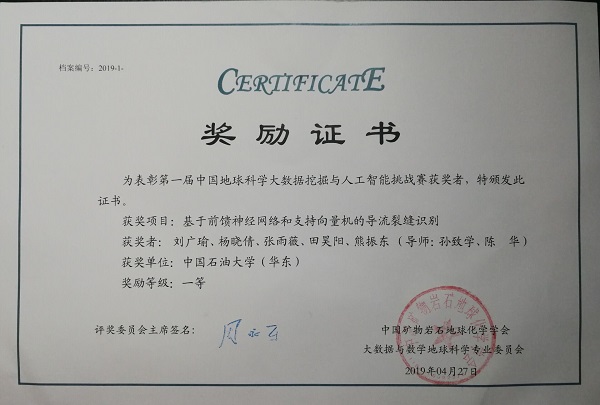 档案编号：2019-1-
CERTIFICATE
奖励证书
为表彰第一届中国地球科学大数据挖掘与人工智能挑战赛获奖者，特颁发此
证书。
获奖项目：基于前馈神经网络和支持向量机的导流裂缝识别
获奖者： 刘广瑜、杨晓倩、张雨薇、田昊阳、熊振东（导师：孙致学、陈 华）
获奖单位：中国石油大学（华东）
奖励等级：一等
评奖委员会主席签名：
中国矿物岩石地球化学学会
大数据与数学地球科学专业委员会
2019年04月27日